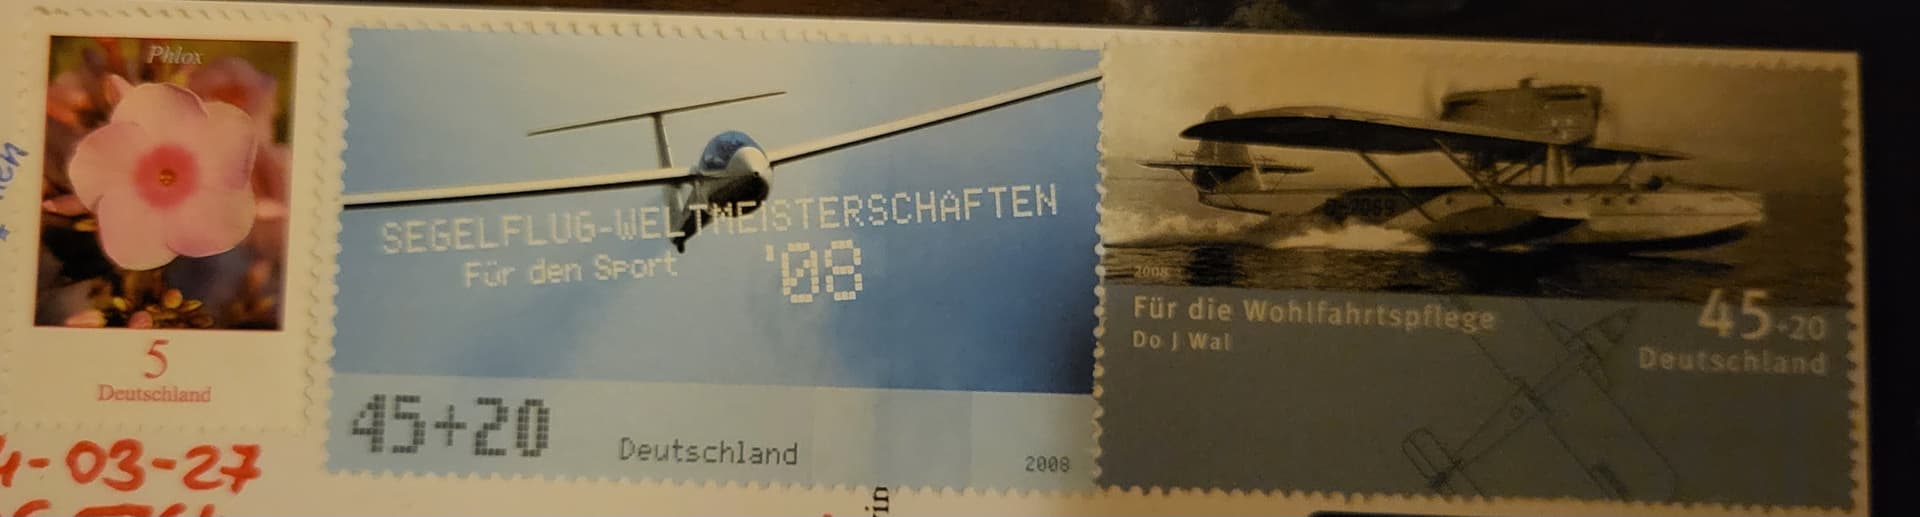 Phlox
5
Deutschland
SEGELFLUG-WELTMEISTERSCHAFTEN
Für den Sport '08
45+20
Deutschland
2008
2008
Für die Wohlfahrtspflege
Do J Wal
45+20
Deutschland
4-03-27